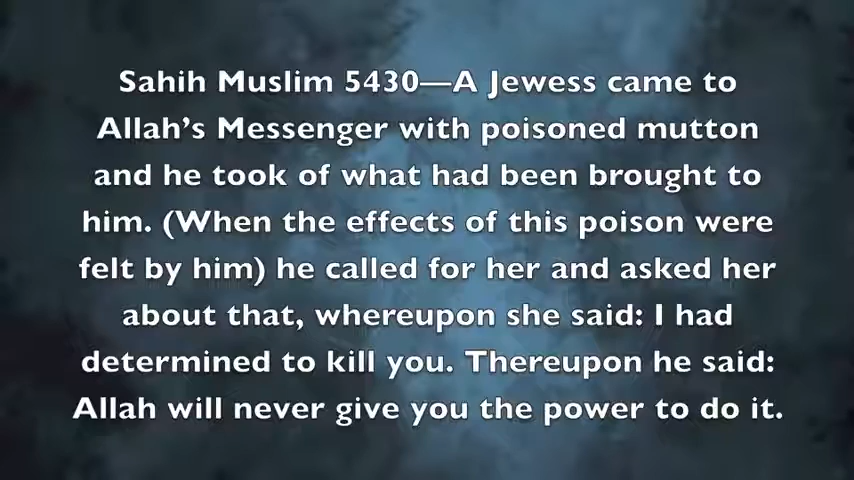 Sahih Muslim 5430—A Jewess came to
Allah’s Messenger with poisoned mutton
and he took of what had been brought to
him. (When the effects of this poison were
felt by him) he called for her and asked her
about that, whereupon she said: I had
determined to kill you. Thereupon he said:
Allah will never give you the power to do it.